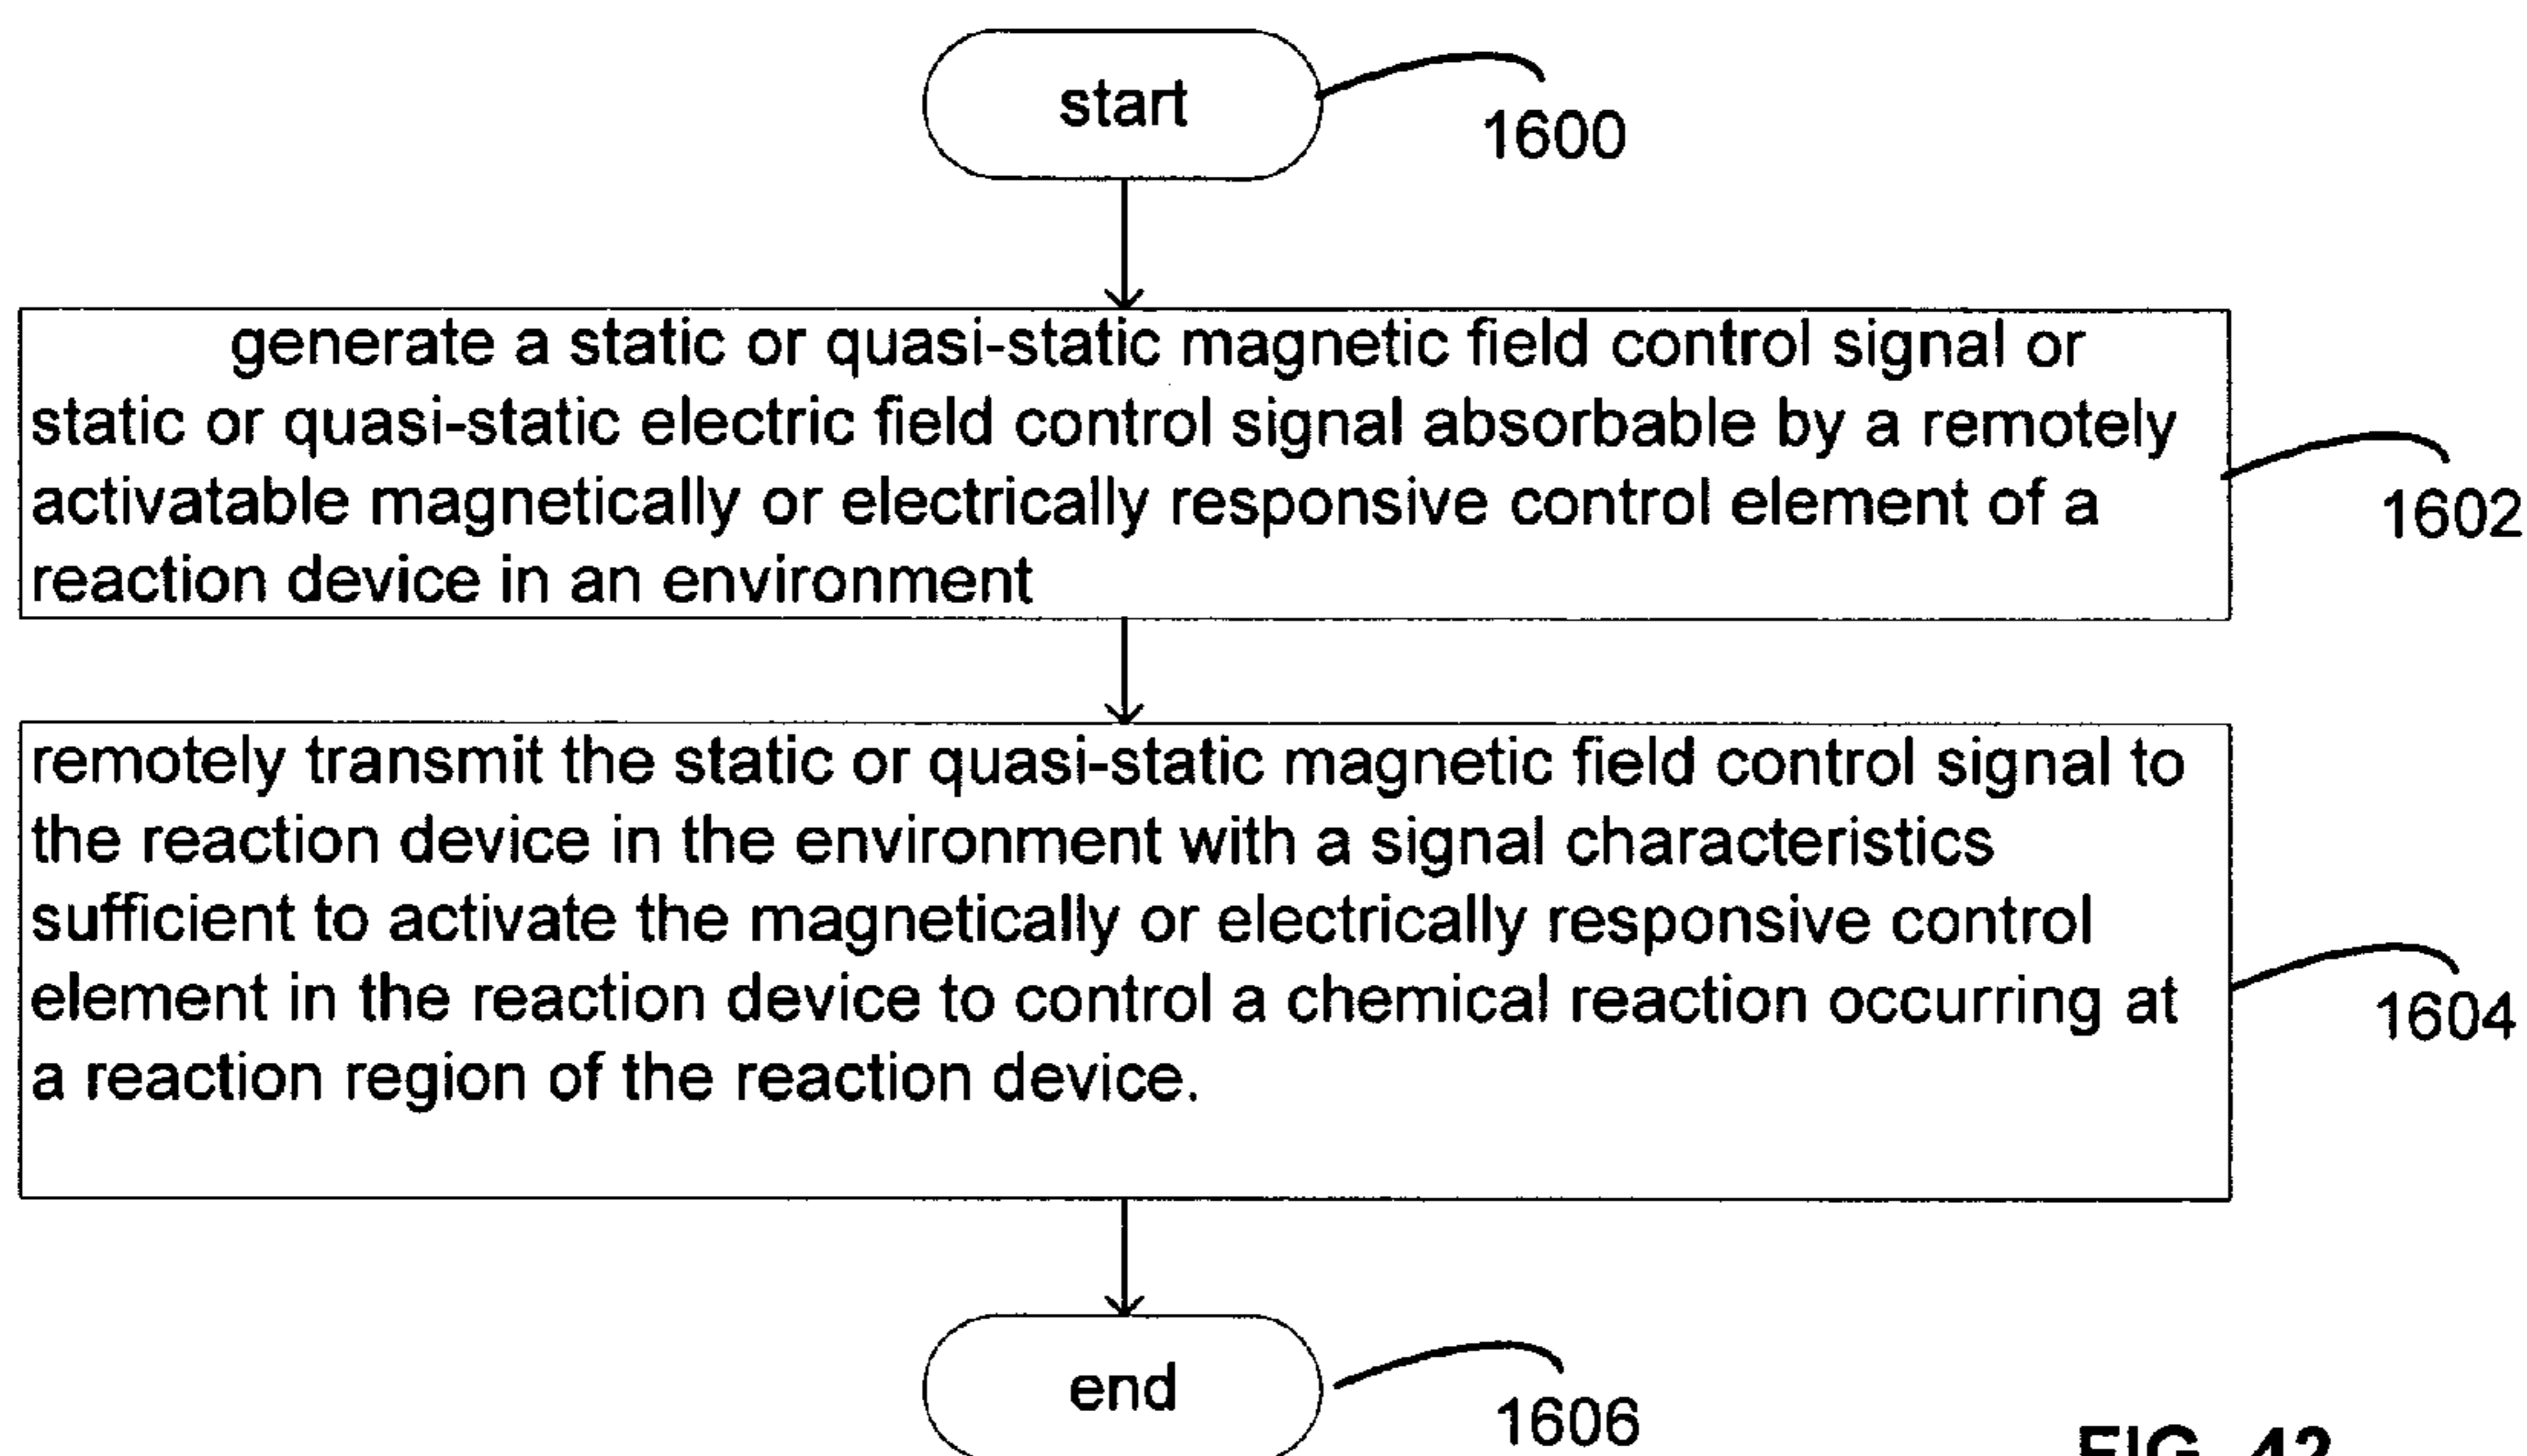 start
1600
generate a static or quasi-static magnetic field control signal or
static or quasi-static electric field control signal absorbable by a remotely
activatable magnetically or electrically responsive control element of a
reaction device in an environment
1602
remotely transmit the static or quasi-static magnetic field control signal to
the reaction device in the environment with a signal characteristics
sufficient to activate the magnetically or electrically responsive control
element in the reaction device to control a chemical reaction occurring at
a reaction region of the reaction device.
1604
end
1606
FIG. 42